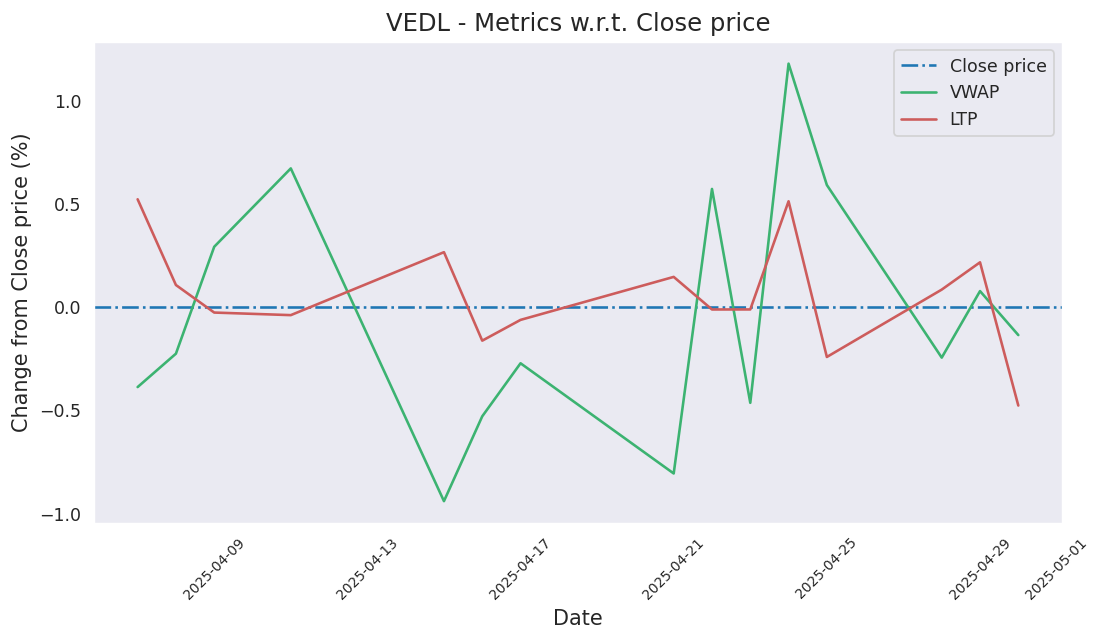 VEDL - Metrics w.r.t. Close price
Close price
VWAP
LTP
Change from Close price (%)
1.0
0.5
0.0
−0.5
−1.0
2025-04-09
2025-04-13
2025-04-17
2025-04-21
2025-04-25
2025-04-29
2025-05-01
Date